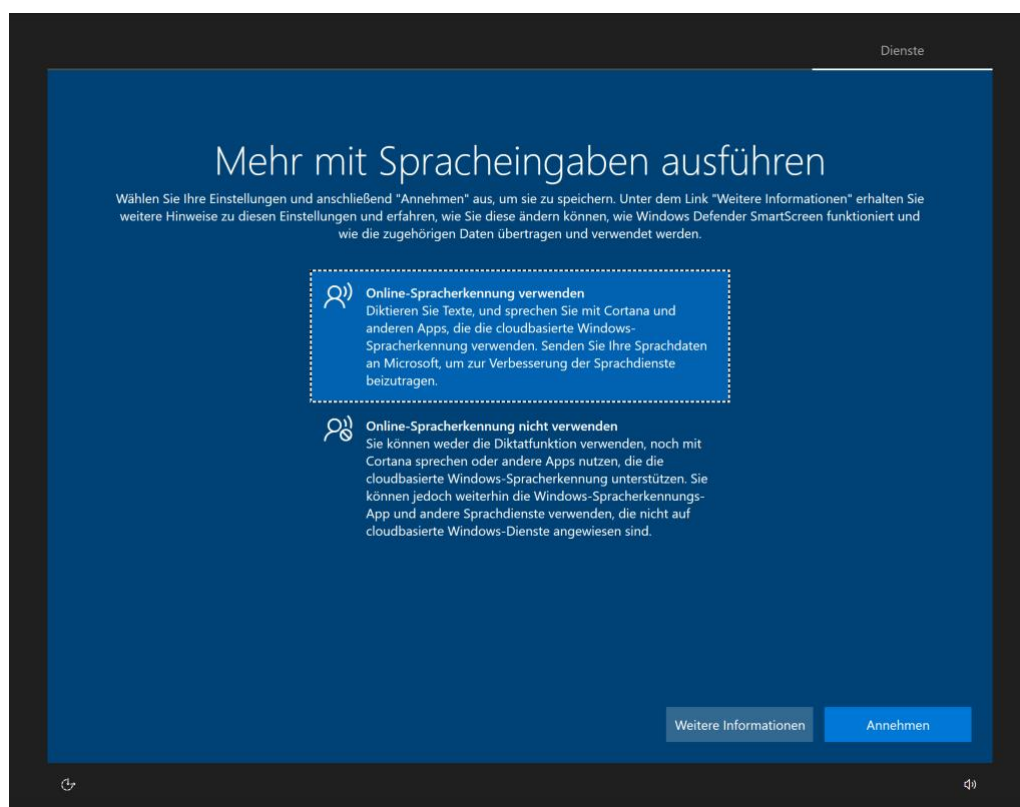 Dienste
Mehr mit Spracheingaben ausführen
Wählen Sie Ihre Einstellungen und anschließend "Annehmen" aus, um sie zu speichern. Unter dem Link "Weitere Informationen" erhalten Sie
weitere Hinweise zu diesen Einstellungen und erfahren, wie Sie diese ändern können, wie Windows Defender SmartScreen funktioniert und
wie die zugehörigen Daten übertragen und verwendet werden.
Online-Spracherkennung verwenden
Diktieren Sie Texte, und sprechen Sie mit Cortana und
anderen Apps, die die cloudbasierte Windows-
Spracherkennung verwenden. Senden Sie Ihre Sprachdaten
an Microsoft, um zur Verbesserung der Sprachdienste
beizutragen.
Online-Spracherkennung nicht verwenden
Sie können weder die Diktatfunktion verwenden, noch mit
Cortana sprechen oder andere Apps nutzen, die die
cloudbasierte Windows-Spracherkennung unterstützen. Sie
können jedoch weiterhin die Windows-Spracherkennungs-
App und andere Sprachdienste verwenden, die nicht auf
cloudbasierte Windows-Dienste angewiesen sind.
Weitere Informationen
Annehmen